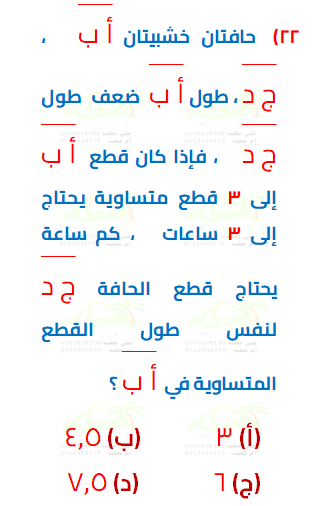 ٢٢) حافتان خشبيتان أ ب ،
ج د ، طول أ ب ضعف طول
ج د ، فإذا كان قطع أ ب
إلى ٣ قطع متساوية يحتاج
إلى ٣ ساعات ، كم ساعة
يحتاج قطع الحافة ج د
لنفس طول القطع
المتساوية في أ ب ؟
(أ) ٣ (ب) ٤,٥
(ج) ٦ (د) ٧,٥